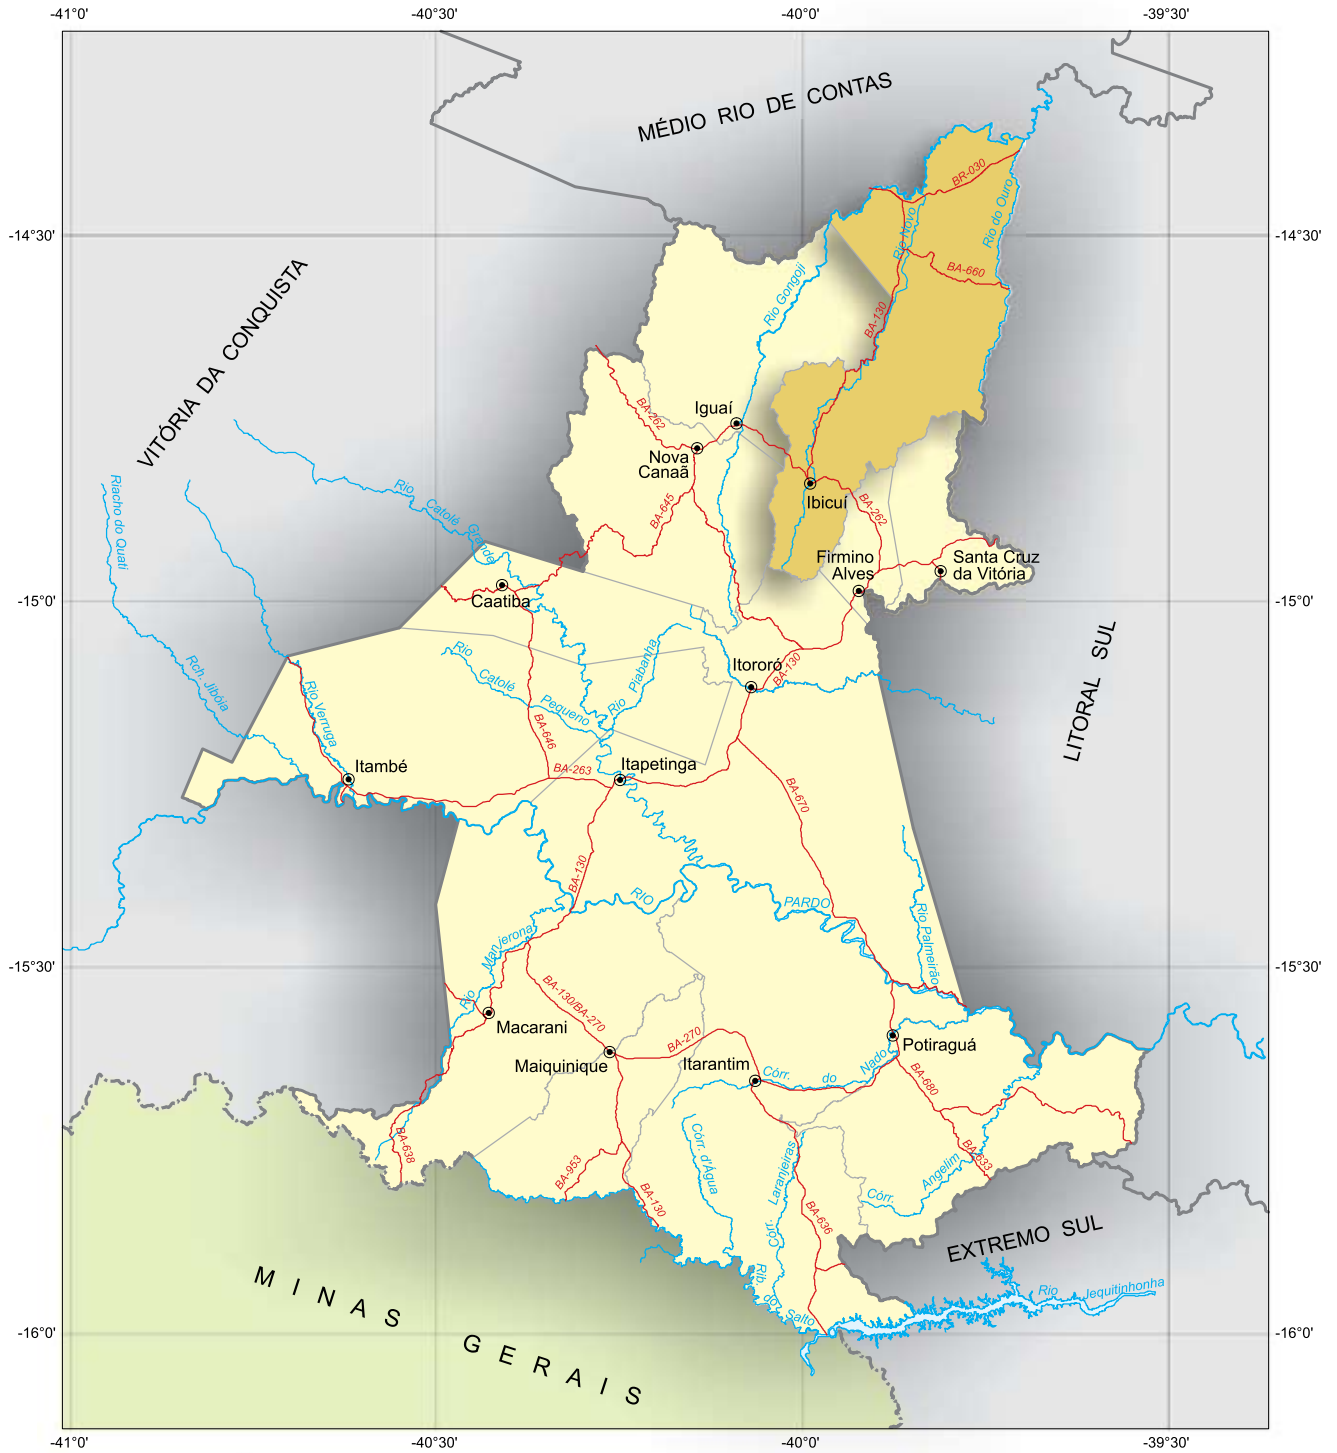 -41°0'
-40°30'
-40°0'
-39°30'
MÉDIO RIO DE CONTAS
BR-030
Rio do Ouro
Rio Novo
-14°30'
-14°30'
BA-660
Rio Gongoji
VITÓRIA DA CONQUISTA
BA-130
Iguaí
BA-262
Nova
Canaã
Rio Catolé Grande
Riacho do Quati
BA-645
Ibicuí
BA-262
Firmino
Alves
Santa Cruz
da Vitória
Caatiba
-15°0'
-15°0'
LITORAL SUL
Rio Catolé Pequeno
Rio Piabanha
Itororó
BA-130
Rch. Jibóia
Rio Verruga
BA-646
Itambé
BA-263
Itapetinga
BA-670
BA-130
RIO PARDO
Rio Palmeirão
Rio Manjerona
-15°30'
-15°30'
BA-130/BA-270
Macarani
Maiquinique
BA-270
Itarantim
Córr. do Nado
Potiraguá
BA-680
BA-638
BA-953
BA-130
Córr. d'Água
Córr. Laranjeiras
BA-633
Córr. Angelim
BA-636
EXTREMO SUL
Rib. do Salto
Rio Jequitinhonha
MINAS GERAIS
-16°0'
-16°0'
-41°0'
-40°30'
-40°0'
-39°30'